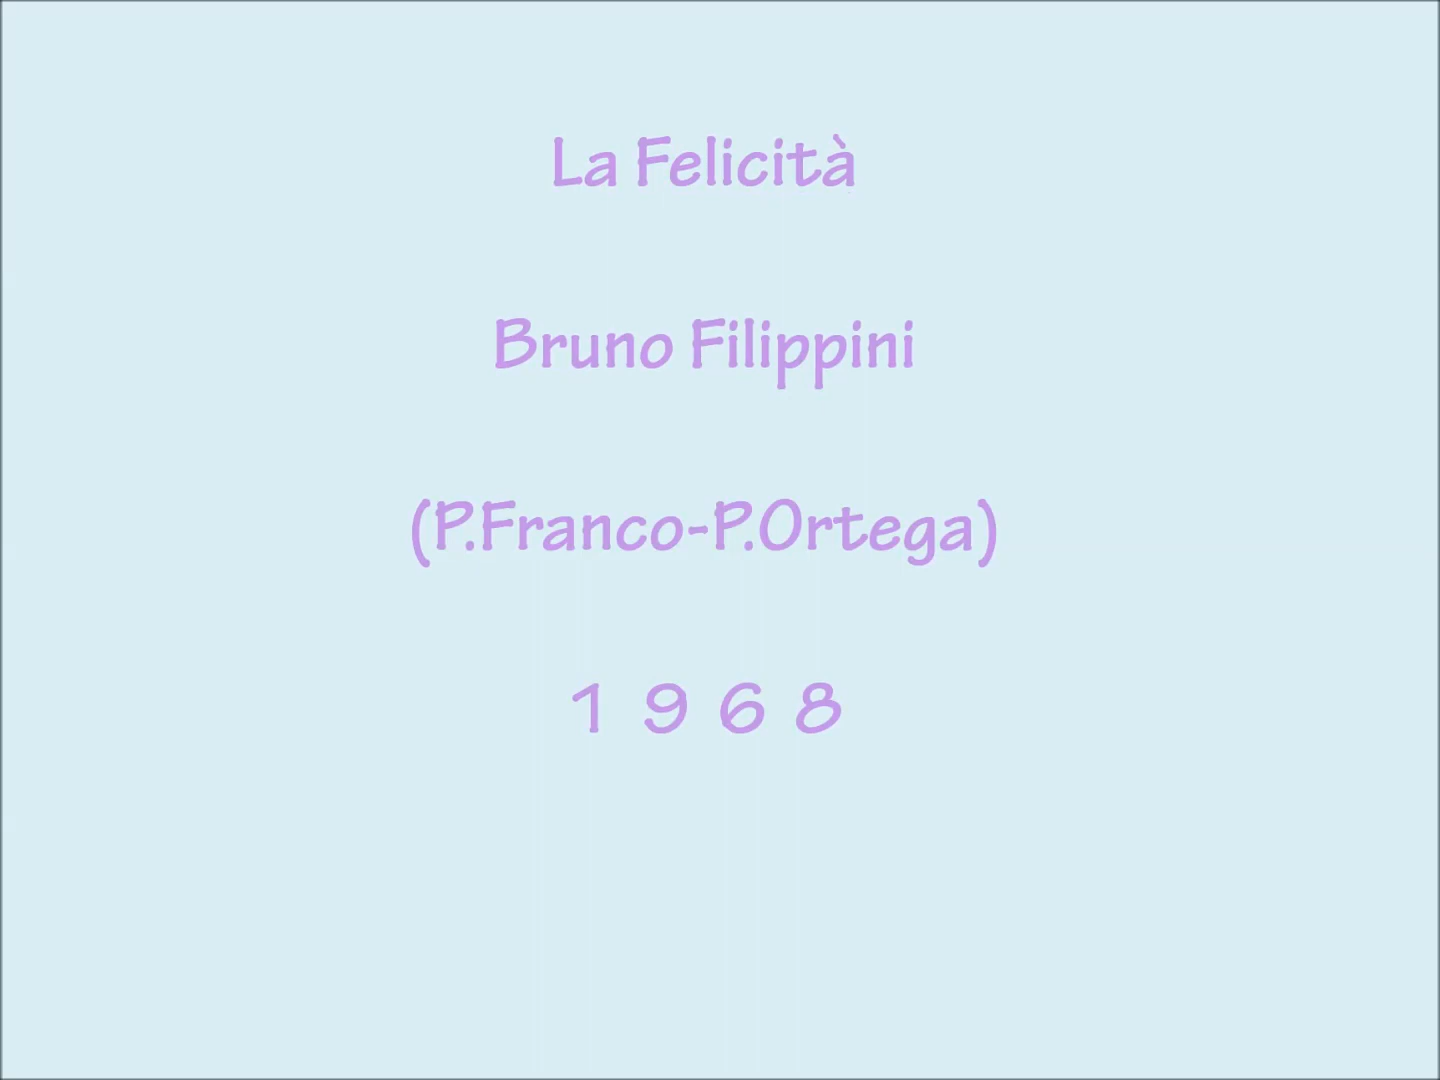 La Felicità
Bruno Filippini
(P.Franco-P.Ortega)
1 9 6 8